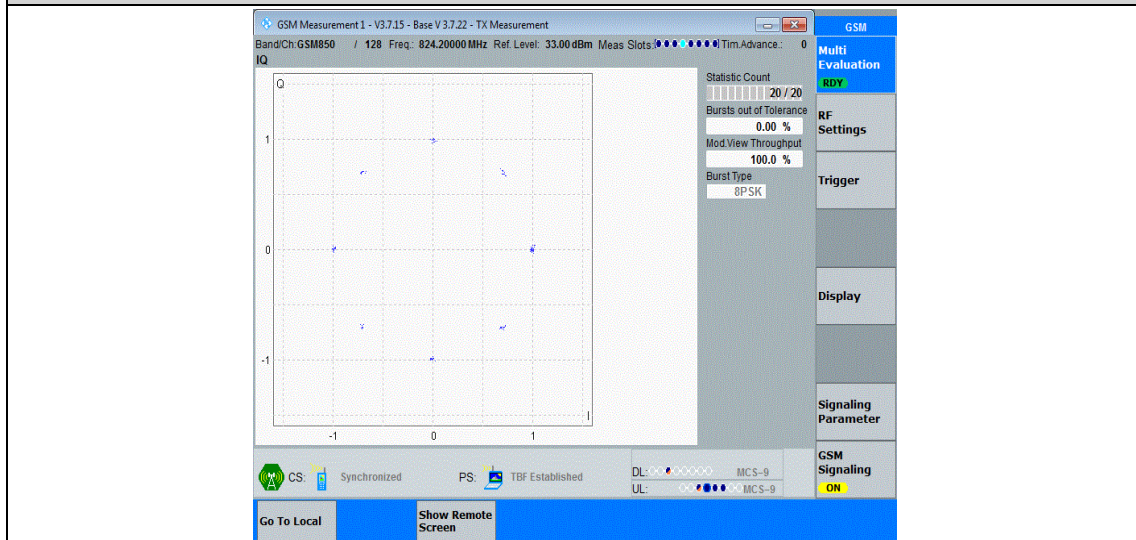 GSM Measurement 1 - V3.7.15 - Base V 3.7.22 - TX Measurement
GSM
Band/Ch: GSM850 / 128 Freq.: 824.20000 MHz Ref. Level: 33.00 dBm Meas Slots: Tim.Advance.: 0
IQ
Multi
Evaluation
RDY
Q
Statistic Count
20 / 20
Bursts out of Tolerance
0.00 %
Mod.View Throughput
100.0 %
Burst Type
8PSK
RF
Settings
Trigger
Display
1
0
-1
I
-1 0 1
Signaling
Parameter
GSM
Signaling
ON
CS: Synchronized PS: TBF Established
DL: MCS-9
UL: MCS-9
Go To Local
Show Remote
Screen